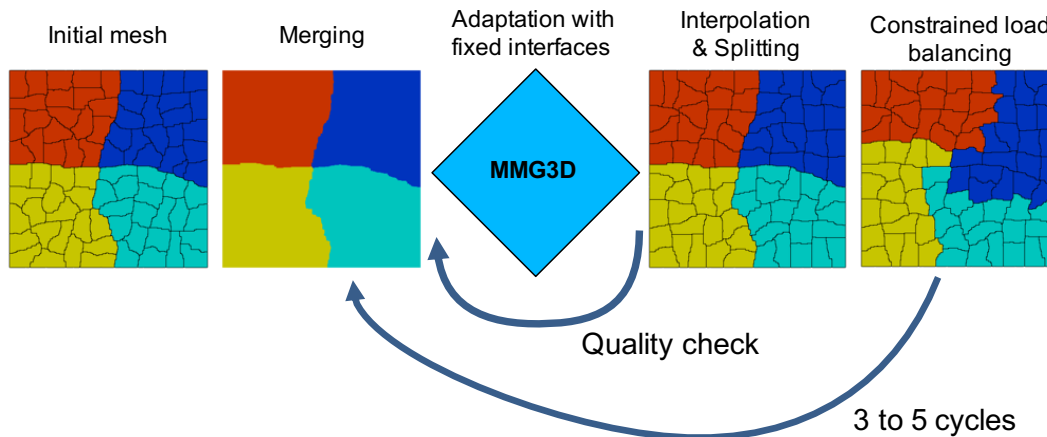 Initial mesh
Merging
Adaptation with
fixed interfaces
Interpolation
& Splitting
Constrained load
balancing
MMG3D
Quality check
3 to 5 cycles